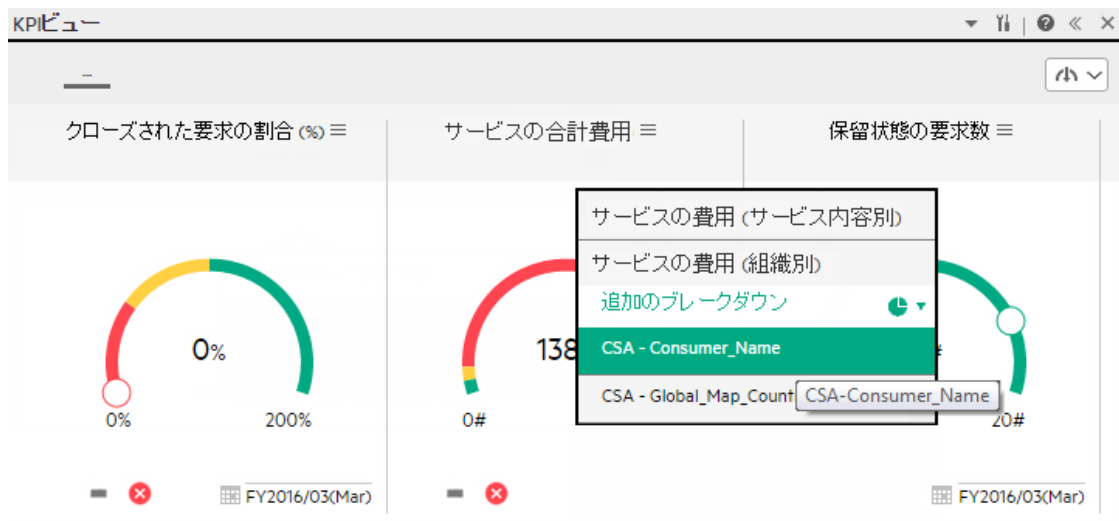 KPIビュー
...
クローズされた要求の割合 (%)
サービスの合計費用
保留状態の要求数
サービスの費用 (サービス内容別)
サービスの費用 (組織別)
追加のブレークダウン
CSA - Consumer_Name
CSA - Global_Map_Count
CSA-Consumer_Name
0%
138
0%
200%
0#
20#
FY2016/03(Mar)
FY2016/03(Mar)